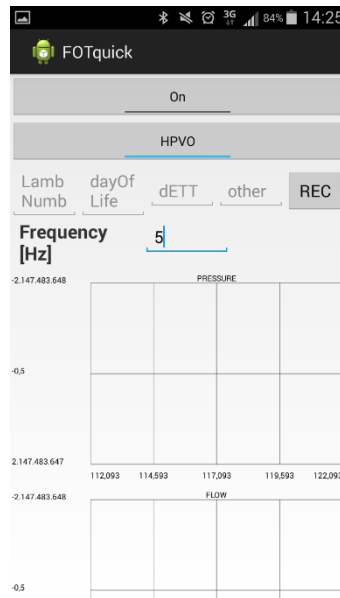 3G 84% 14:25
FOTquick
On
HPVO
Lamb Numb dayOf Life dETT other REC
Frequency [Hz] 5
PRESSURE
-2.147.483.648
-0,5
2.147.483.647
112,093 114,593 117,093 119,593 122,093
FLOW
-2.147.483.648
-0,5